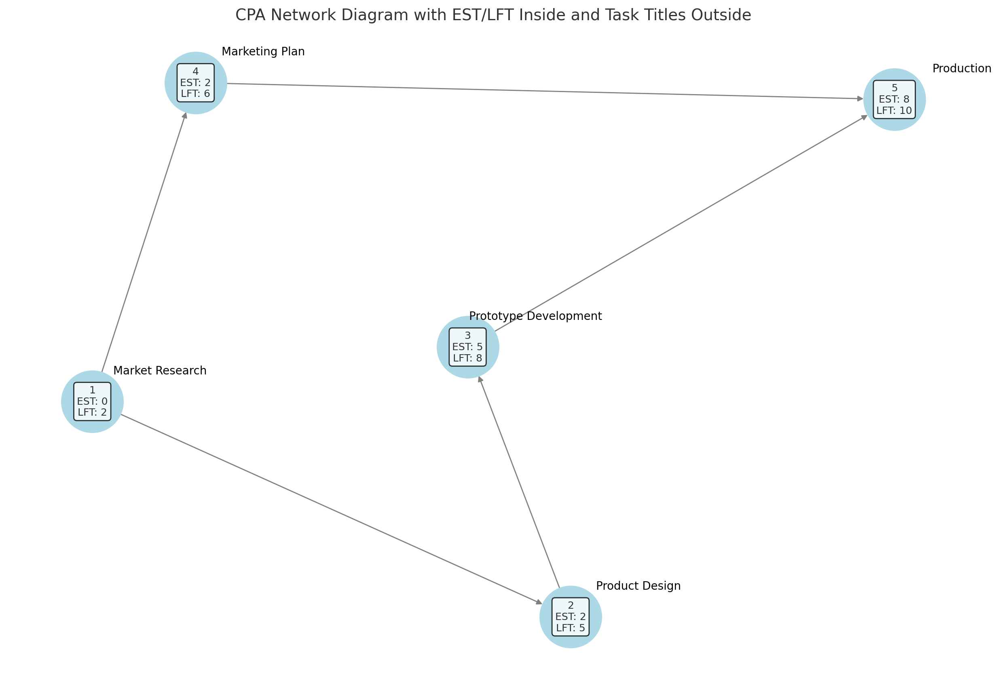 CPA Network Diagram with EST/LFT Inside and Task Titles Outside
Marketing Plan
4
EST: 2
LFT: 6
Production
5
EST: 8
LFT: 10
Prototype Development
3
EST: 5
LFT: 8
Market Research
1
EST: 0
LFT: 2
Product Design
2
EST: 2
LFT: 5